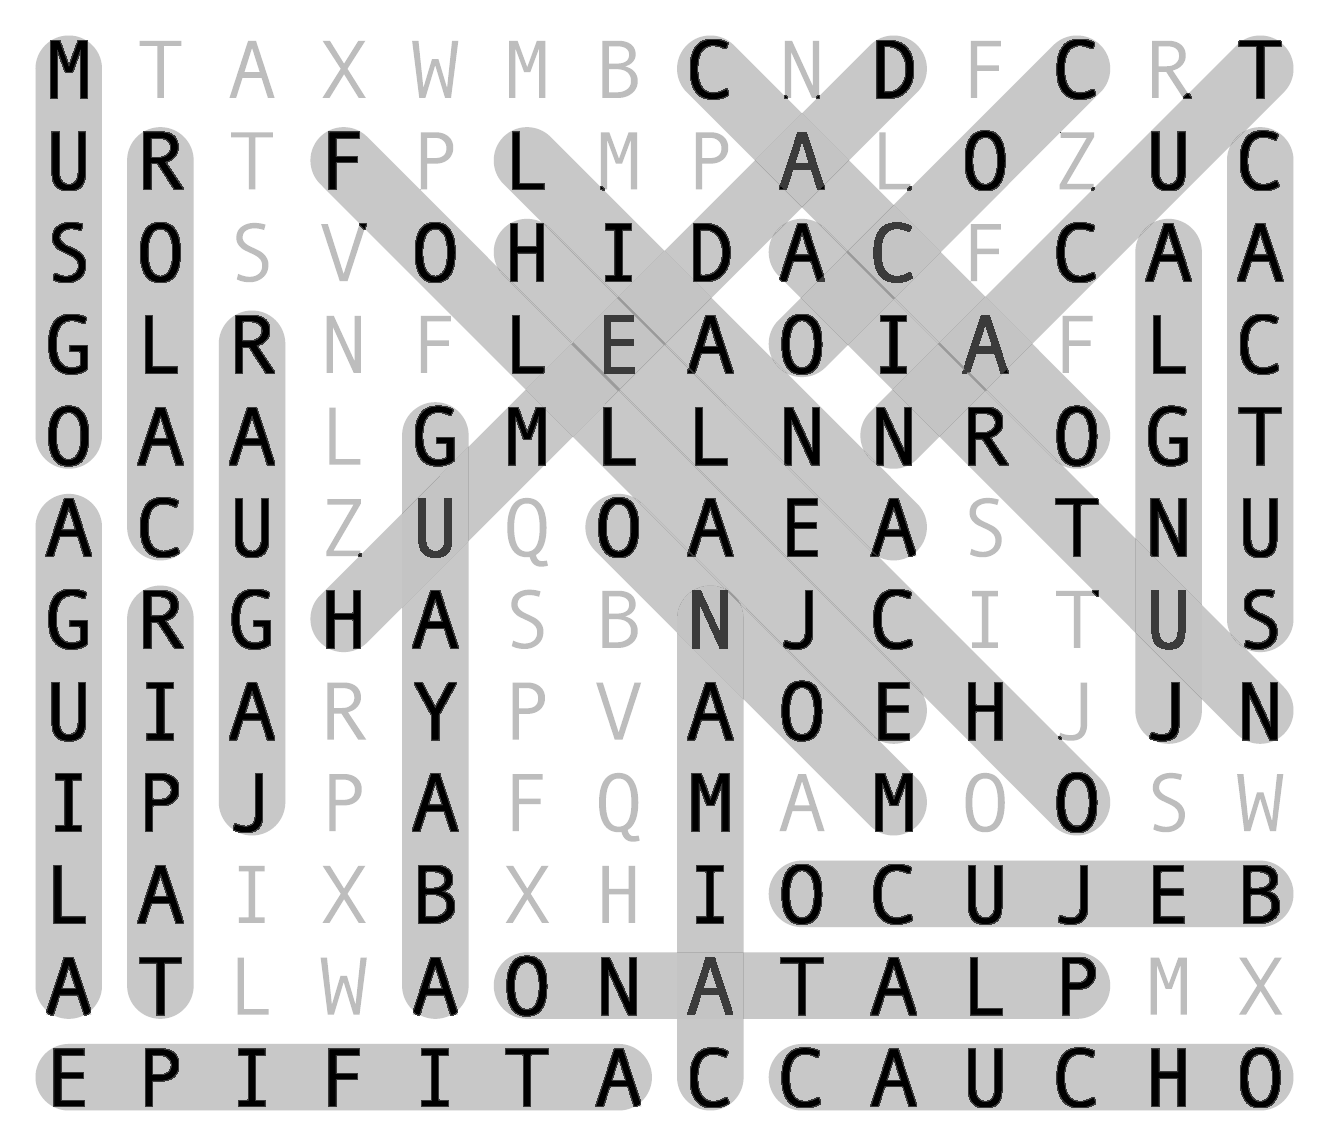 M T A X W M B C N D F C R T
U R T F P L M P A L O Z U C
S O S V O H I D A C F C A A
G L R N F L E A O I A F L C
O A A L G M L L N N R O G T
A C U Z U Q O A E A S T N U
G R G H A S B N J C I T U S
U I A R Y P V A O E H J J N
I P J P A F Q M A M O O S W
L A I X B X H I O C U J E B
A T L W A O N A T A L P M X
E P I F I T A C C A U C H O